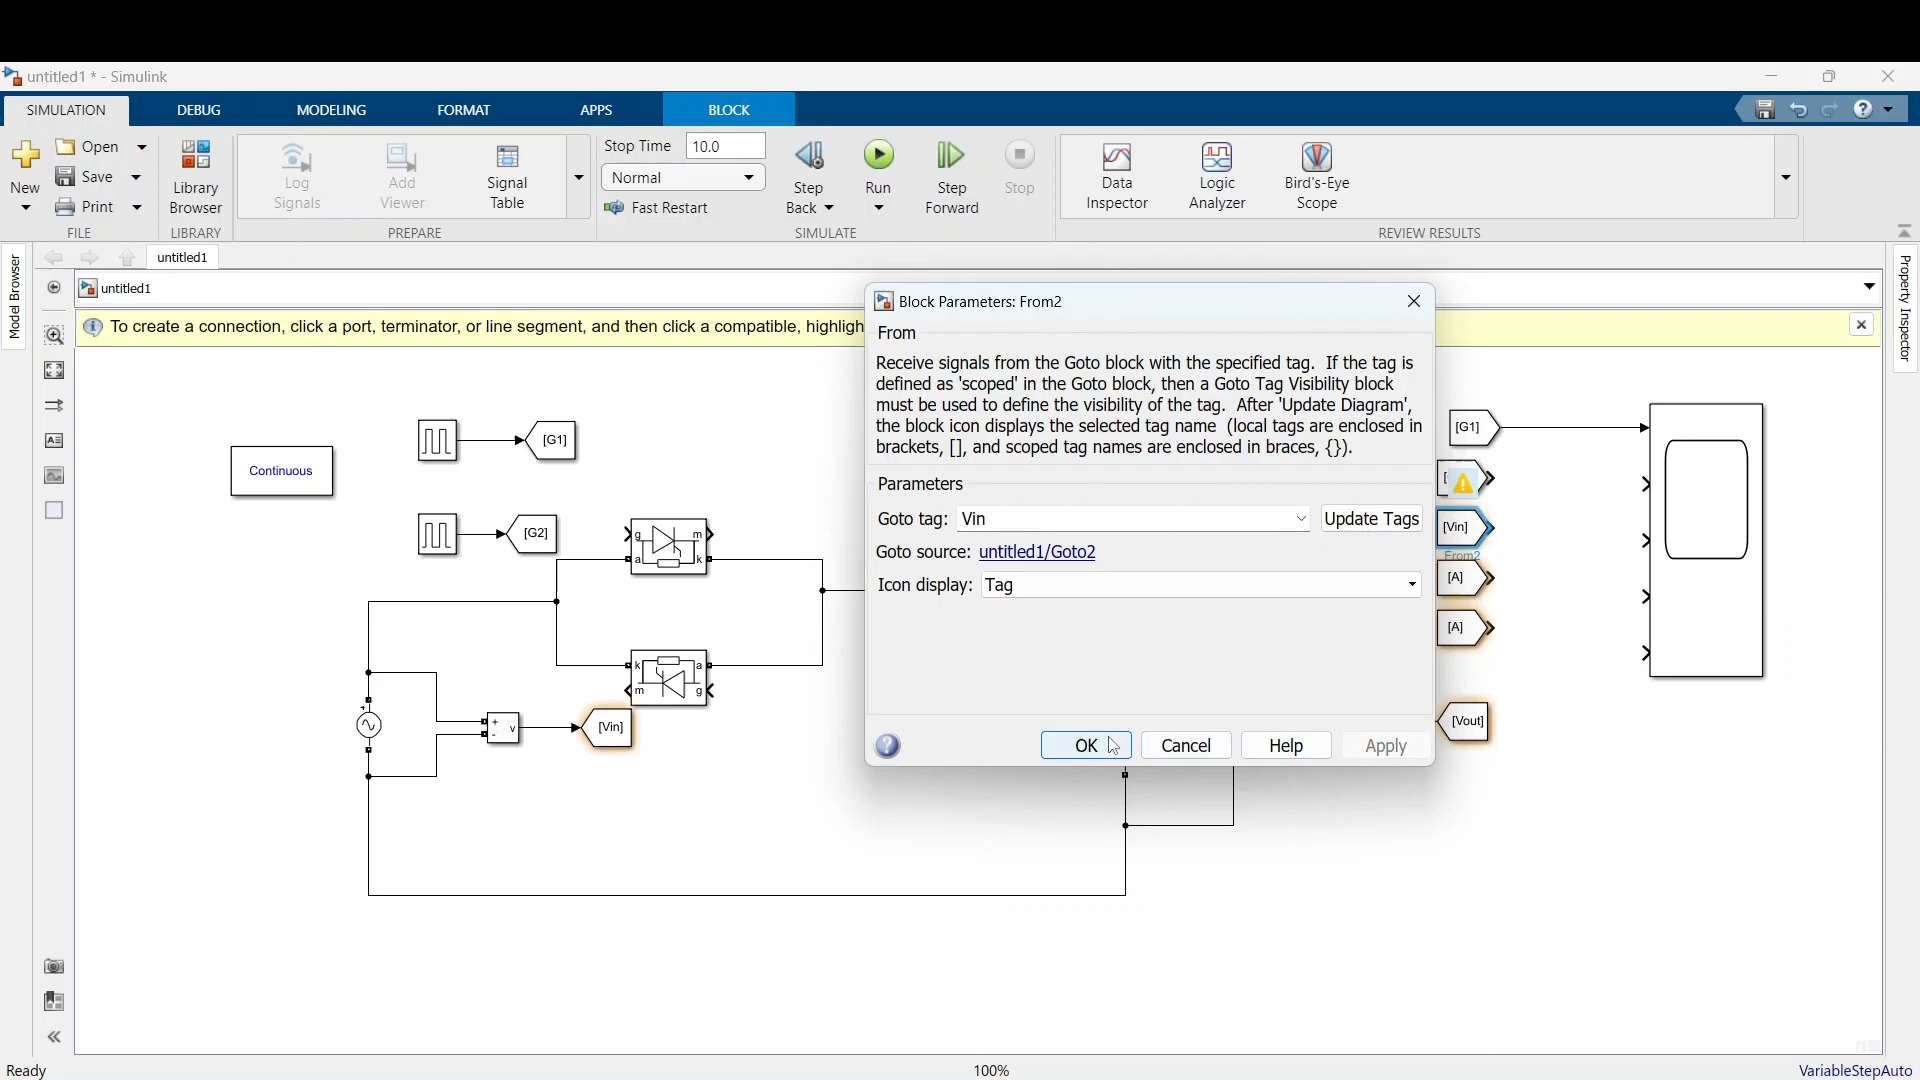 untitled1 * - Simulink
SIMULATION
DEBUG
MODELING
FORMAT
APPS
BLOCK
New
Open
Save
Print
FILE
Library
Browser
LIBRARY
Log
Signals
Add
Viewer
Signal
Table
PREPARE
Stop Time 10.0
Normal
Fast Restart
Step
Back
Run
Step
Forward
Stop
SIMULATE
Data
Inspector
Logic
Analyzer
Bird's-Eye
Scope
REVIEW RESULTS
Model Browser
Property Inspector
untitled1
untitled1
To create a connection, click a port, terminator, or line segment, and then click a compatible, highligh
Continuous
[G1]
[G2]
g
m
a
k
k
a
m
g
+
-
v
[Vin]
+
Block Parameters: From2
From
Receive signals from the Goto block with the specified tag. If the tag is
defined as 'scoped' in the Goto block, then a Goto Tag Visibility block
must be used to define the visibility of the tag. After 'Update Diagram',
the block icon displays the selected tag name (local tags are enclosed in
brackets, [], and scoped tag names are enclosed in braces, {}).
Parameters
Goto tag: Vin
Update Tags
Goto source: untitled1/Goto2
Icon display: Tag
OK
Cancel
Help
Apply
[G1]
[Vin]
From2
[A]
[A]
[Vout]
Ready
100%
VariableStepAuto